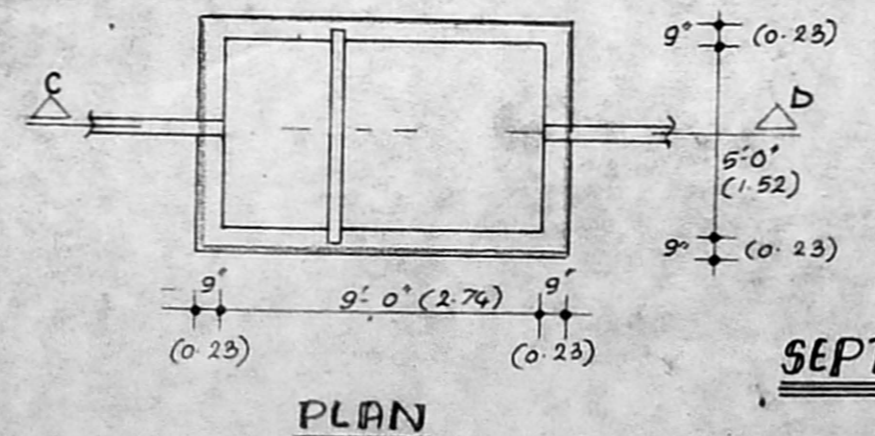 9" (0.23)
C
D
5'-0"
(1.52)
9" (0.23)
9" 9'-0" (2.74) 9"
(0.23) (0.23)
SEPT
PLAN